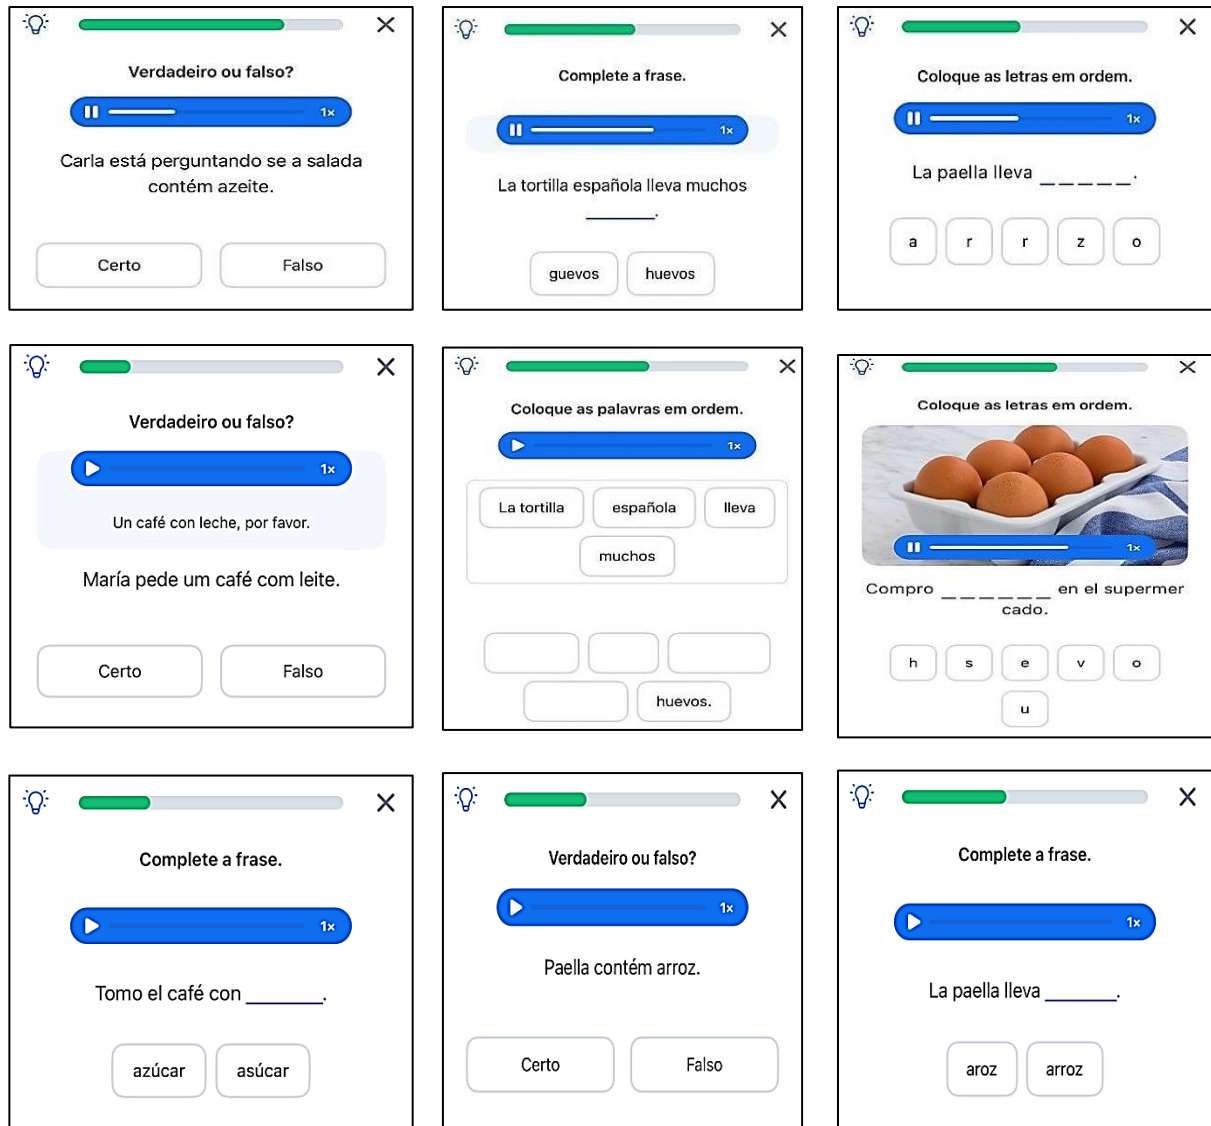 Verdadeiro ou falso?
1x
Carla está perguntando se a salada
contém azeite.
Certo
Falso
Complete a frase.
1x
La tortilla española lleva muchos
_______.
guevos
huevos
Coloque as letras em ordem.
1x
La paella lleva _ _ _ _ _.
a
r
r
z
o
Verdadeiro ou falso?
1x
Un café con leche, por favor.
María pede um café com leite.
Certo
Falso
Coloque as palavras em ordem.
1x
La tortilla
española
lleva
muchos
huevos.
Coloque as letras em ordem.
1x
Compro _ _ _ _ _ _ en el supermer
cado.
h
s
e
v
o
u
Complete a frase.
1x
Tomo el café con _______.
azúcar
asúcar
Verdadeiro ou falso?
1x
Paella contém arroz.
Certo
Falso
Complete a frase.
1x
La paella lleva _______.
aroz
arroz